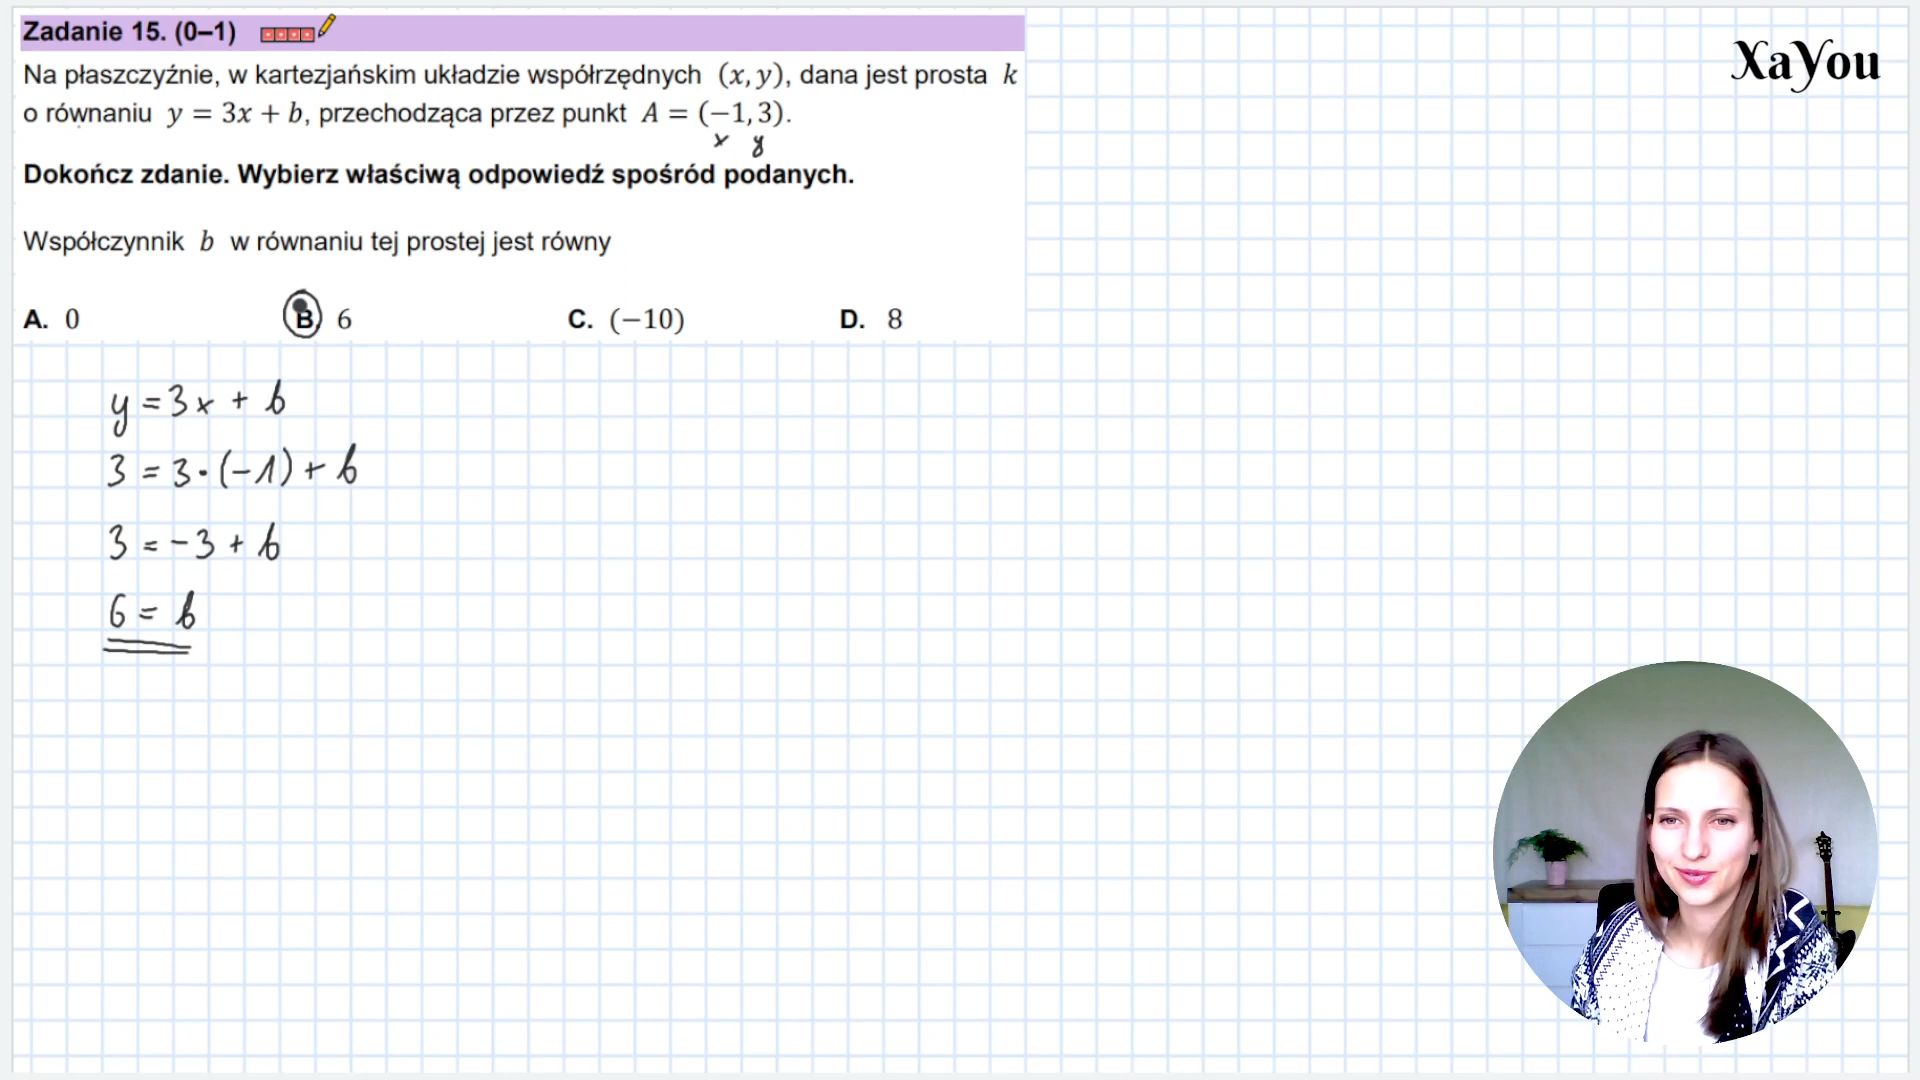 Zadanie 15. (0–1)
XaYou
Na płaszczyźnie, w kartezjańskim układzie współrzędnych (x, y), dana jest prosta k
o równaniu y = 3x + b, przechodząca przez punkt A = (−1, 3).
x y
Dokończ zdanie. Wybierz właściwą odpowiedź spośród podanych.
Współczynnik b w równaniu tej prostej jest równy
A. 0 B. 6 C. (−10) D. 8
y = 3x + b
3 = 3·(−1) + b
3 = −3 + b
6 = b